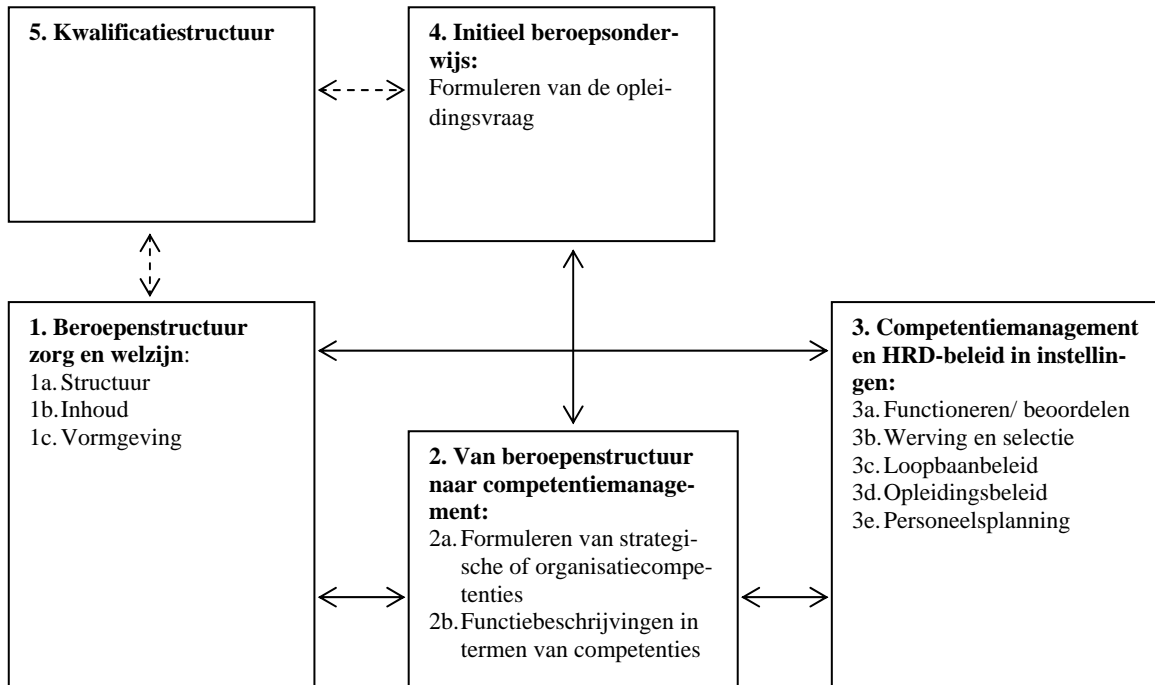 5. Kwalificatiestructuur
4. Initieel beroepsonder-
wijs:
Formuleren van de oplei-
dingsvraag
1. Beroepenstructuur
zorg en welzijn:
1a. Structuur
1b. Inhoud
1c. Vormgeving
2. Van beroepenstructuur
naar competentiemanage-
ment:
2a. Formuleren van strategi-
sche of organisatiecompe-
tenties
2b. Functiebeschrijvingen in
termen van competenties
3. Competentiemanagement
en HRD-beleid in instellin-
gen:
3a. Functioneren/ beoordelen
3b. Werving en selectie
3c. Loopbaanbeleid
3d. Opleidingsbeleid
3e. Personeelsplanning